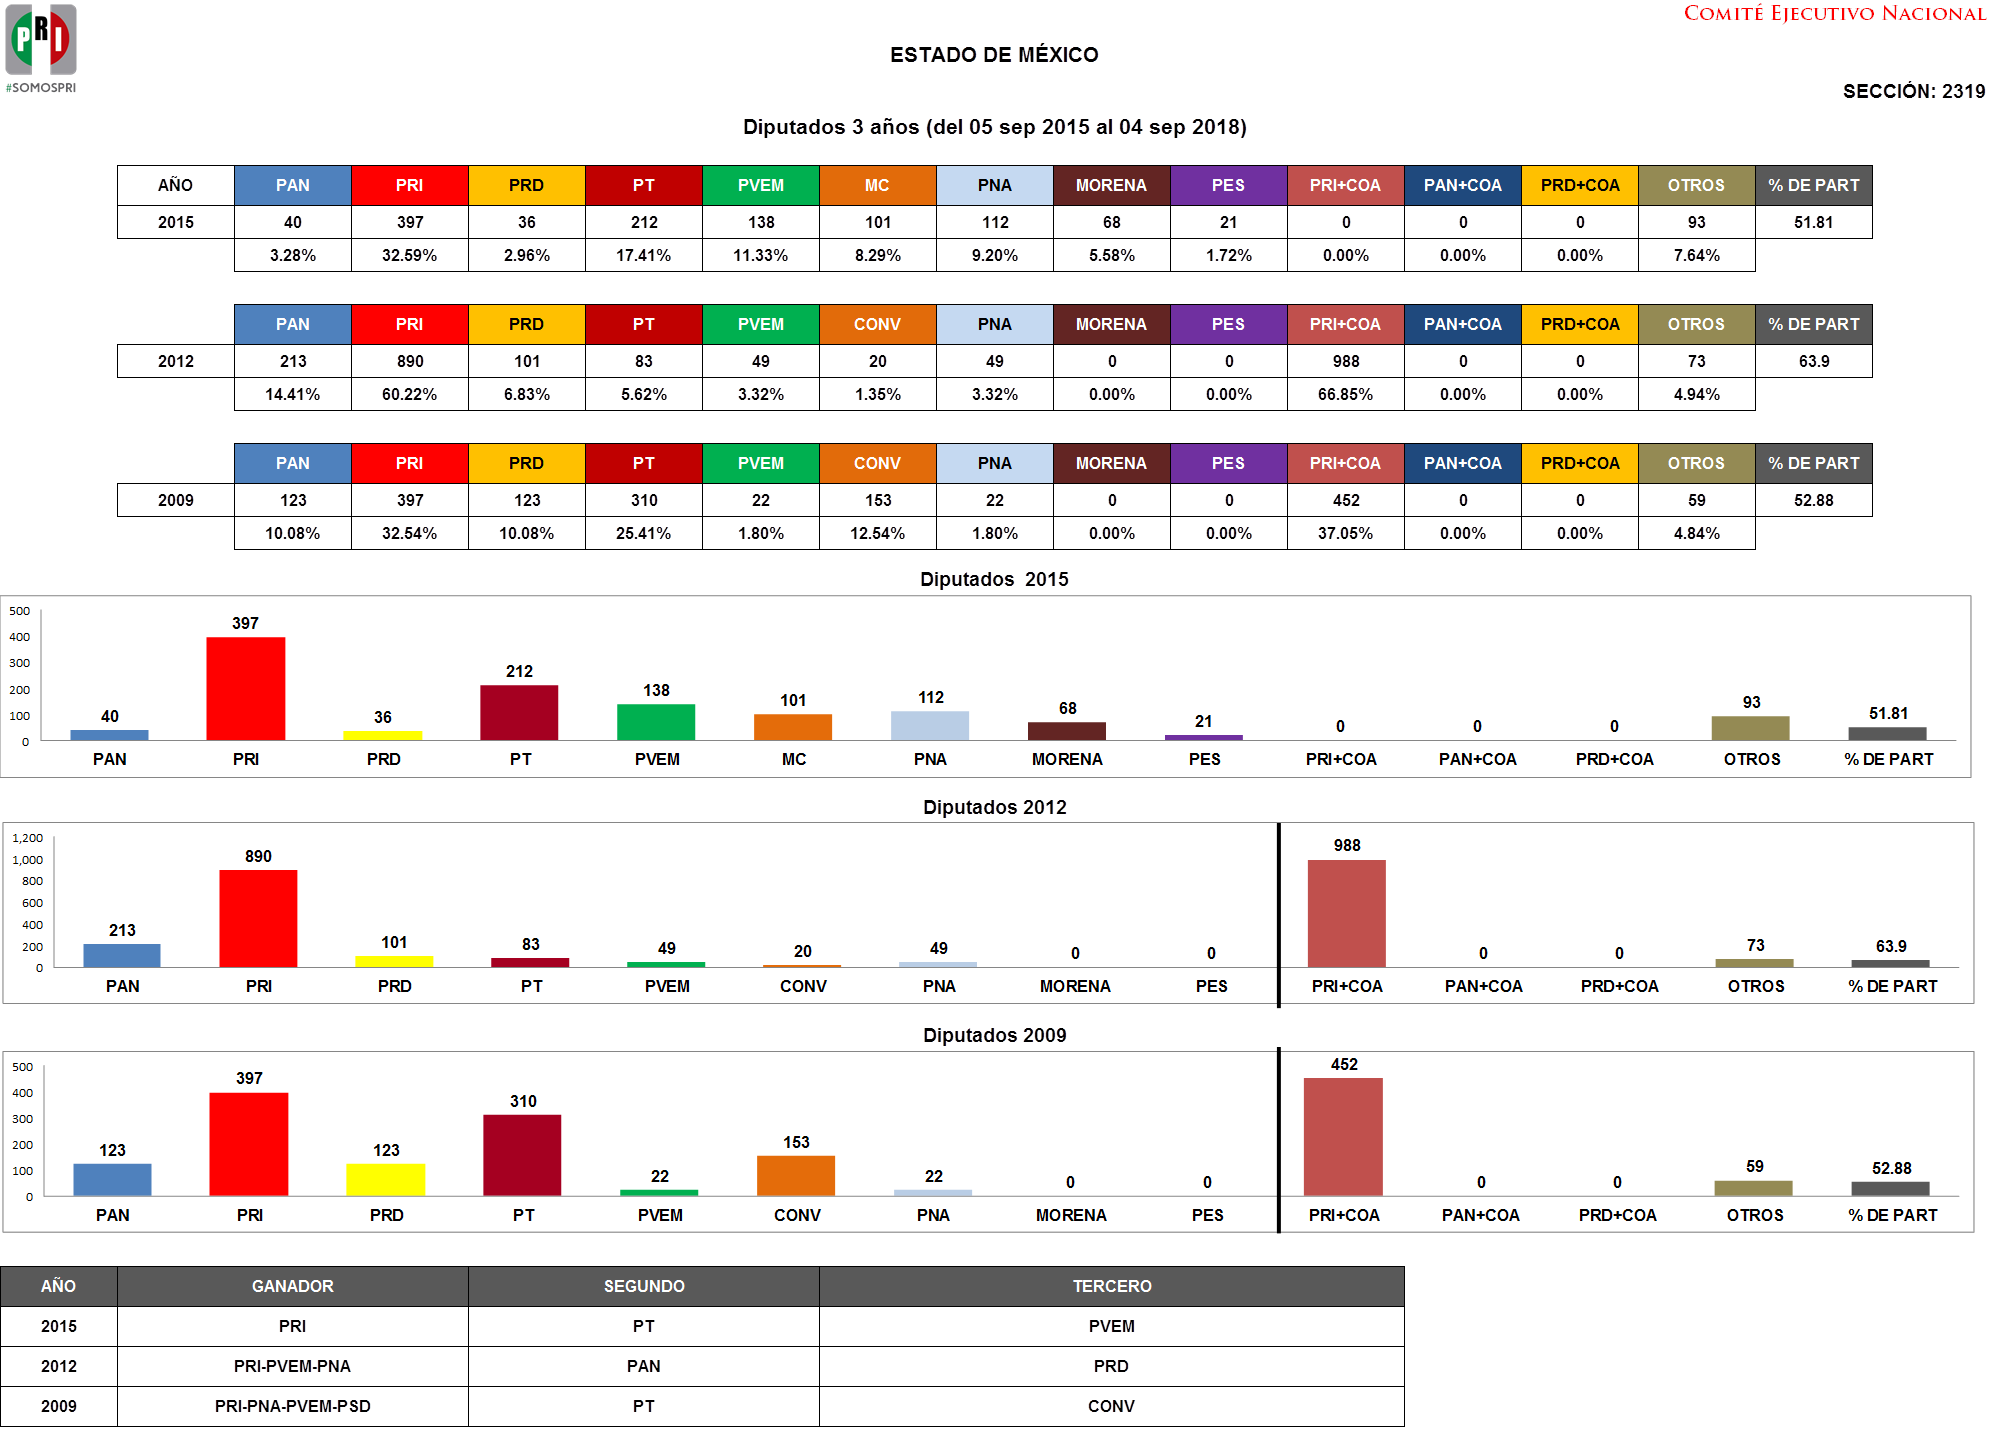 PRI
#SOMOSPRI
COMITÉ EJECUTIVO NACIONAL
ESTADO DE MÉXICO
SECCIÓN: 2319
Diputados 3 años (del 05 sep 2015 al 04 sep 2018)
AÑO PAN PRI PRD PT PVEM MC PNA MORENA PES PRI+COA PAN+COA PRD+COA OTROS % DE PART
2015 40 397 36 212 138 101 112 68 21 0 0 0 93 51.81
3.28% 32.59% 2.96% 17.41% 11.33% 8.29% 9.20% 5.58% 1.72% 0.00% 0.00% 0.00% 7.64%
PAN PRI PRD PT PVEM CONV PNA MORENA PES PRI+COA PAN+COA PRD+COA OTROS % DE PART
2012 213 890 101 83 49 20 49 0 0 988 0 0 73 63.9
14.41% 60.22% 6.83% 5.62% 3.32% 1.35% 3.32% 0.00% 0.00% 66.85% 0.00% 0.00% 4.94%
PAN PRI PRD PT PVEM CONV PNA MORENA PES PRI+COA PAN+COA PRD+COA OTROS % DE PART
2009 123 397 123 310 22 153 22 0 0 452 0 0 59 52.88
10.08% 32.54% 10.08% 25.41% 1.80% 12.54% 1.80% 0.00% 0.00% 37.05% 0.00% 0.00% 4.84%
Diputados 2015
500
400
300
200
100
0
40 397 36 212 138 101 112 68 21 0 0 0 93 51.81
PAN PRI PRD PT PVEM MC PNA MORENA PES PRI+COA PAN+COA PRD+COA OTROS % DE PART
Diputados 2012
1,200
1,000
800
600
400
200
0
213 890 101 83 49 20 49 0 0 988 0 0 73 63.9
PAN PRI PRD PT PVEM CONV PNA MORENA PES PRI+COA PAN+COA PRD+COA OTROS % DE PART
Diputados 2009
500
400
300
200
100
0
123 397 123 310 22 153 22 0 0 452 0 0 59 52.88
PAN PRI PRD PT PVEM CONV PNA MORENA PES PRI+COA PAN+COA PRD+COA OTROS % DE PART
AÑO GANADOR SEGUNDO TERCERO
2015 PRI PT PVEM
2012 PRI-PVEM-PNA PAN PRD
2009 PRI-PNA-PVEM-PSD PT CONV